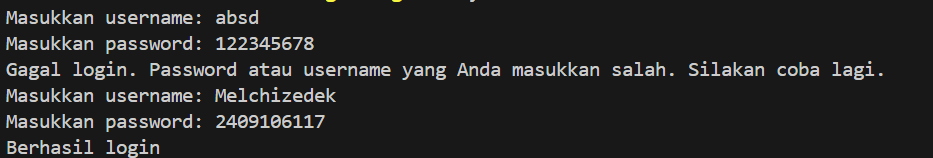 Masukkan username: absd
Masukkan password: 122345678
Gagal login. Password atau username yang Anda masukkan salah. Silakan coba lagi.
Masukkan username: Melchizedek
Masukkan password: 2409106117
Berhasil login